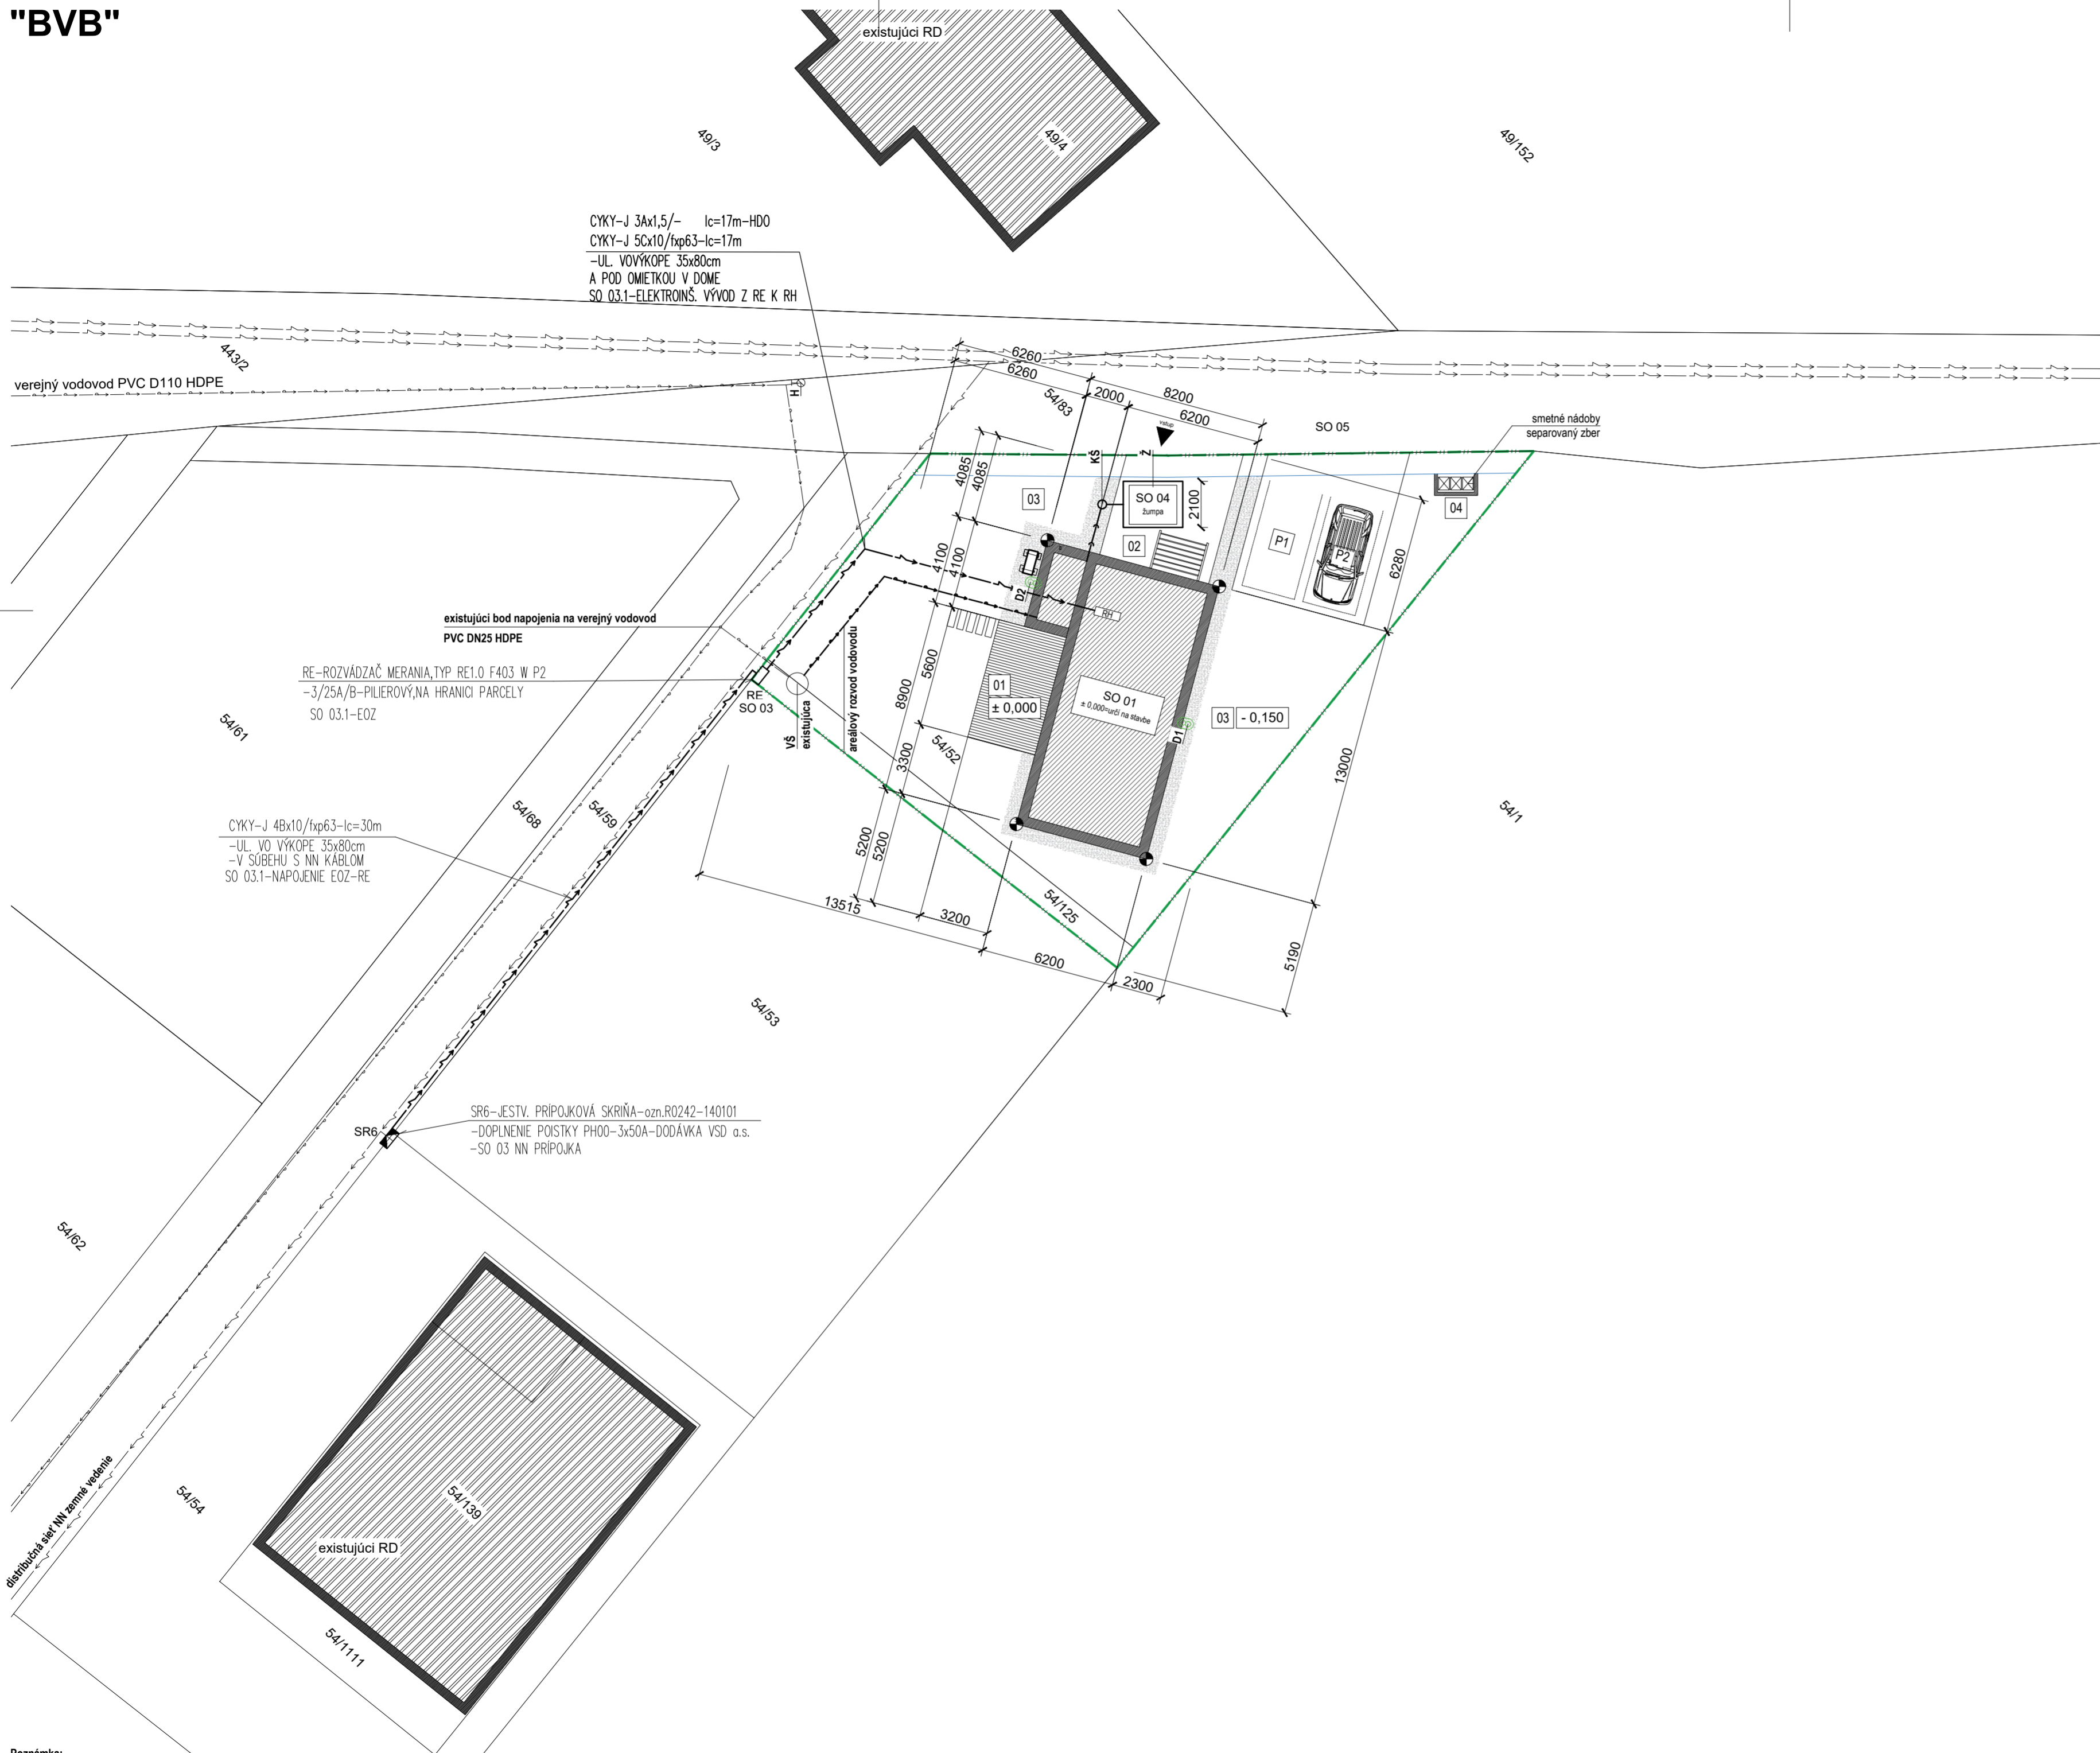 "BVB"
existujúci RD
49/3
49/4
49/152
CYKY-J 3Ax1,5/- lc=17m-HDO
CYKY-J 5Cx10/fxp63-lc=17m
-UL. VOVÝKOPE 35x80cm
A POD OMIETKOU V DOME
SO 03.1-ELEKTROINŠ. VÝVOD Z RE K RH
443/2
verejný vodovod PVC D110 HDPE
H
6260
6260
54/83
2000
8200
6200
vstup
SO 05
smetné nádoby
separovaný zber
KŠ
Ž
4085
4085
03
SO 04
žumpa
2100
04
02
P1
P2
6280
4100
4100
D2
RH
existujúci bod napojenia na verejný vodovod
PVC DN25 HDPE
RE-ROZVÁDZAČ MERANIA,TYP RE1.0 F403 W P2
-3/25A/B-PILIEROVÝ,NA HRANICI PARCELY
SO 03.1-EOZ
RE
SO 03
VŠ
existujúca
areálový rozvod vodovodu
8900
5600
3300
54/52
01
± 0,000
SO 01
± 0,000=určí na stavbe
D1
03
- 0,150
13000
54/61
54/68
54/59
54/1
CYKY-J 4Bx10/fxp63-lc=30m
-UL. VO VÝKOPE 35x80cm
-V SÚBEHU S NN KÁBLOM
SO 03.1-NAPOJENIE EOZ-RE
5200
5200
13515
3200
54/125
6200
2300
5190
54/53
SR6
SR6-JESTV. PRÍPOJKOVÁ SKRIŇA-ozn.R0242-140101
-DOPLNENIE POISTKY PH00-3x50A-DODÁVKA VSD a.s.
-SO 03 NN PRÍPOJKA
54/62
54/54
distribučná sieť NN zemné vedenie
54/139
existujúci RD
54/1111
Poznámka: